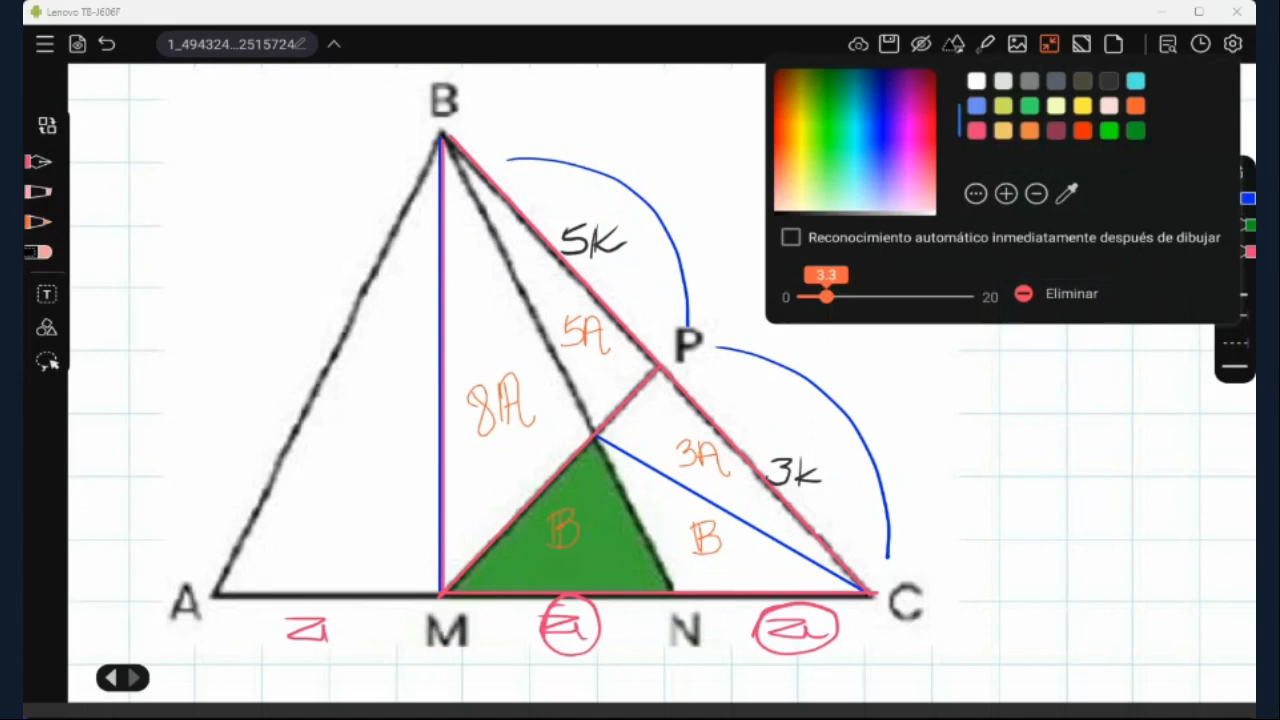 Lenovo TB-J606F
1_494324...2515724
B
5K
Reconocimiento automático inmediatamente después de dibujar
3.3
0
20
Eliminar
5A
P
8A
3A
3K
B
B
A
M
N
C